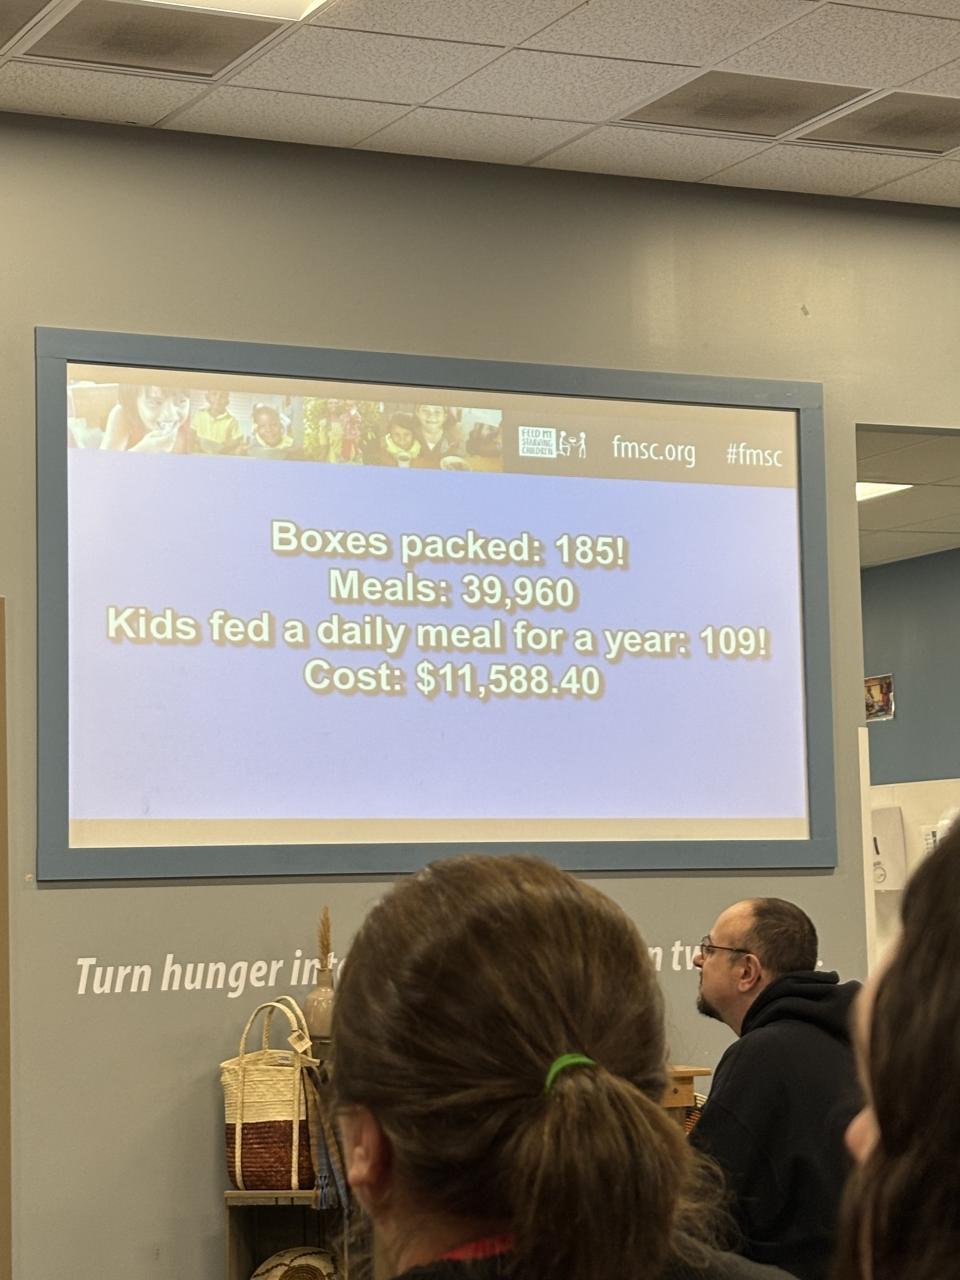 FEED MY
STARVING
CHILDREN
fmsc.org
#fmsc
Boxes packed: 185!
Meals: 39,960
Kids fed a daily meal for a year: 109!
Cost: $11,588.40
Turn hunger